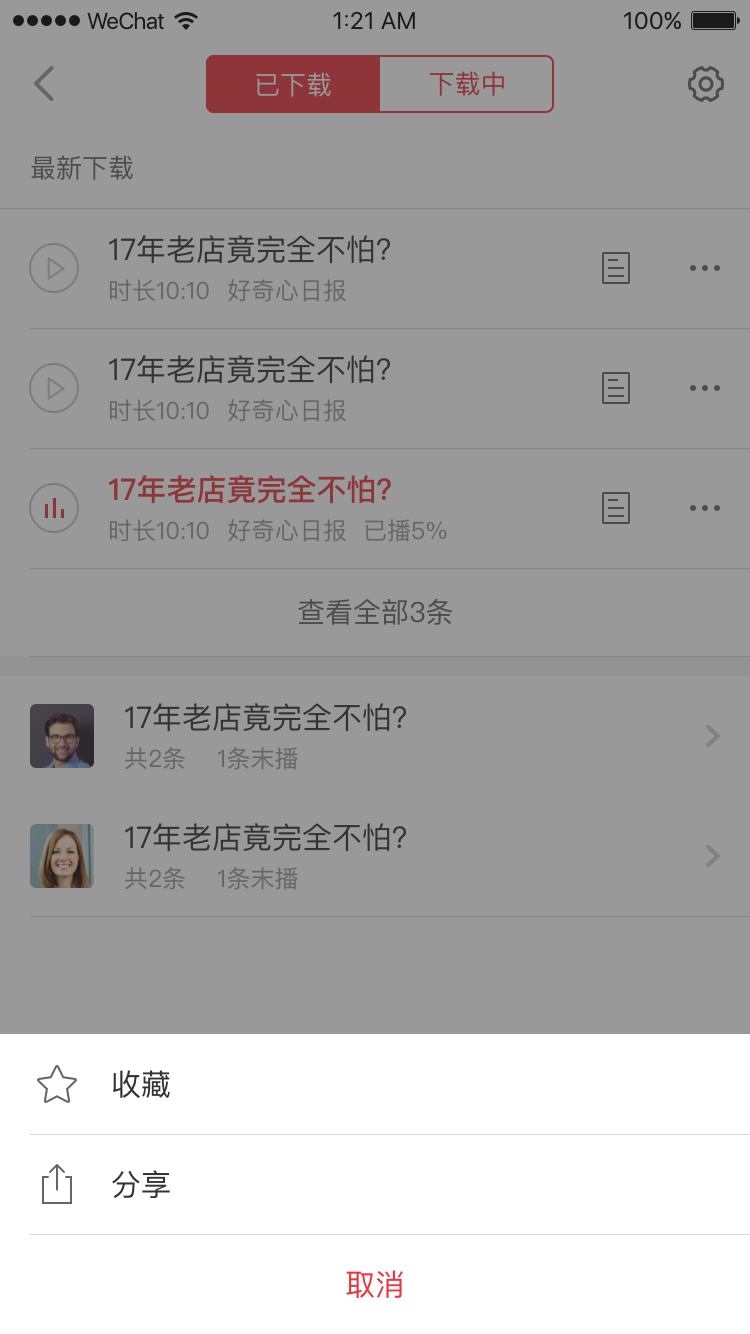 WeChat 1:21 AM 100%
已下载 下载中
最新下载
17年老店竟完全不怕?
时长10:10 好奇心日报
17年老店竟完全不怕?
时长10:10 好奇心日报
17年老店竟完全不怕?
时长10:10 好奇心日报 已播5%
查看全部3条
17年老店竟完全不怕?
共2条 1条末播
17年老店竟完全不怕?
共2条 1条末播
收藏
分享
取消